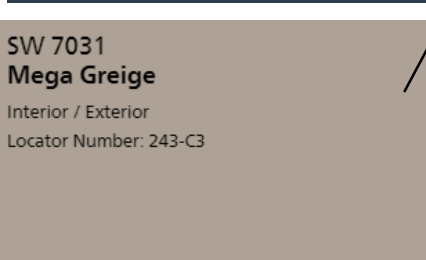 SW 7031
Mega Greige
Interior / Exterior
Locator Number: 243-C3